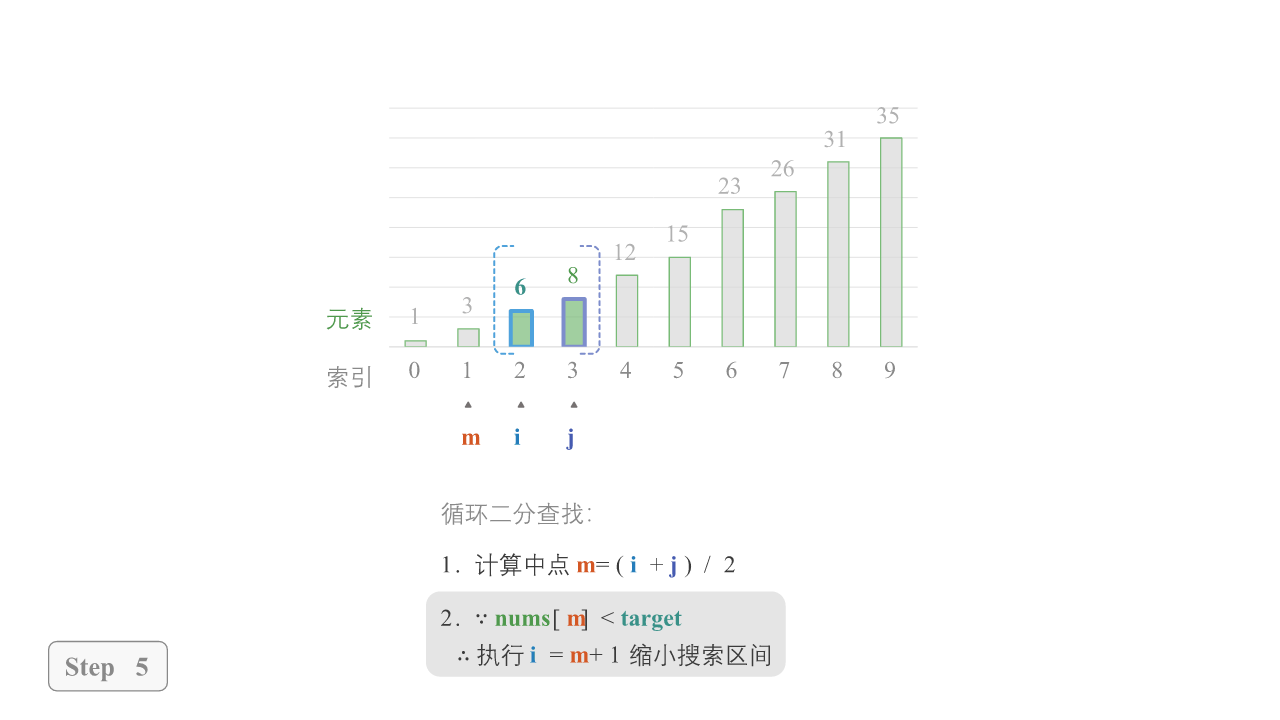 35
31
26
23
15
12
8
6
3
1
元素
索引 0 1 2 3 4 5 6 7 8 9
m i j
循环二分查找：
1. 计算中点 m= ( i + j ) / 2
2. ∵ nums[ m] < target
∴ 执行 i = m+ 1 缩小搜索区间
Step 5